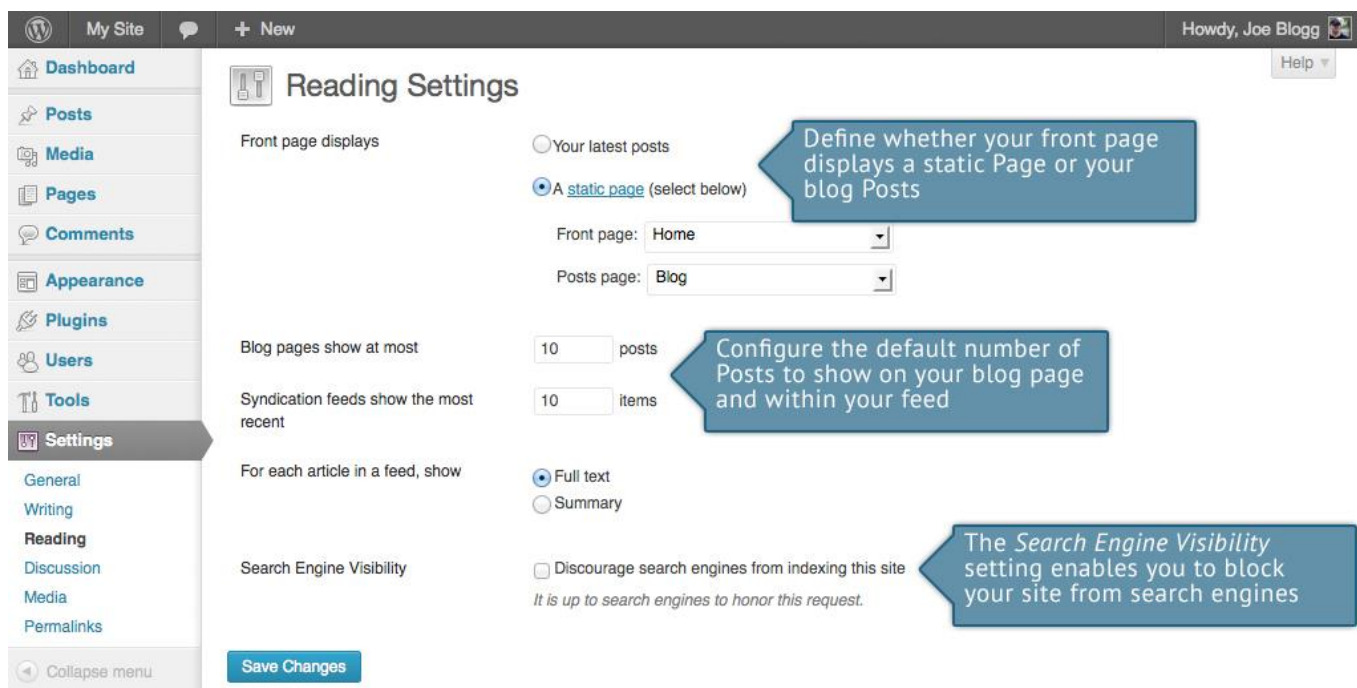 My Site
+ New
Howdy, Joe Blogg
Help
Dashboard
Posts
Media
Pages
Comments
Appearance
Plugins
Users
Tools
Settings
General
Writing
Reading
Discussion
Media
Permalinks
Collapse menu
Reading Settings
Front page displays
Your latest posts
A static page (select below)
Front page: Home
Posts page: Blog
Define whether your front page
displays a static Page or your
blog Posts
Blog pages show at most
10 posts
Syndication feeds show the most
recent
10 items
Configure the default number of
Posts to show on your blog page
and within your feed
For each article in a feed, show
Full text
Summary
Search Engine Visibility
Discourage search engines from indexing this site
It is up to search engines to honor this request.
The Search Engine Visibility
setting enables you to block
your site from search engines
Save Changes